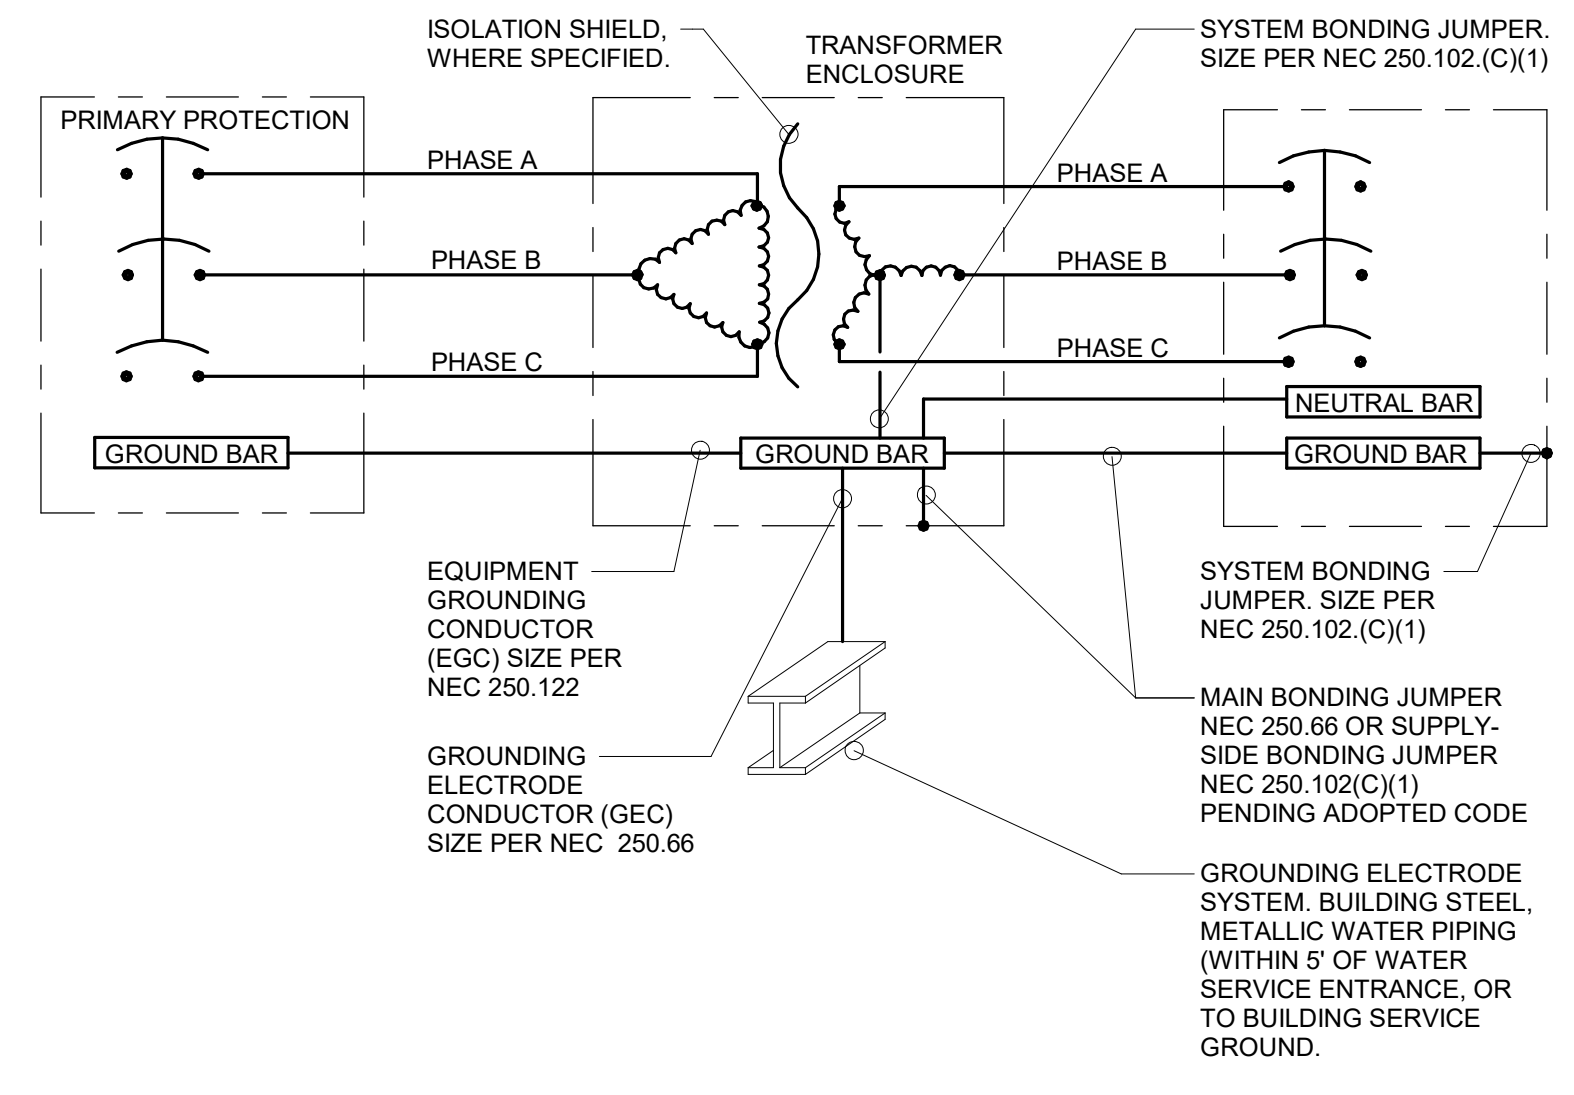 ISOLATION SHIELD,
WHERE SPECIFIED.
TRANSFORMER
ENCLOSURE
SYSTEM BONDING JUMPER.
SIZE PER NEC 250.102.(C)(1)
PRIMARY PROTECTION
PHASE A
PHASE B
PHASE C
PHASE A
PHASE B
PHASE C
NEUTRAL BAR
GROUND BAR
GROUND BAR
GROUND BAR
EQUIPMENT
GROUNDING
CONDUCTOR
(EGC) SIZE PER
NEC 250.122
GROUNDING
ELECTRODE
CONDUCTOR (GEC)
SIZE PER NEC  250.66
SYSTEM BONDING
JUMPER. SIZE PER
NEC 250.102.(C)(1)
MAIN BONDING JUMPER
NEC 250.66 OR SUPPLY-
SIDE BONDING JUMPER
NEC 250.102(C)(1)
PENDING ADOPTED CODE
GROUNDING ELECTRODE
SYSTEM. BUILDING STEEL,
METALLIC WATER PIPING
(WITHIN 5' OF WATER
SERVICE ENTRANCE, OR
TO BUILDING SERVICE
GROUND.